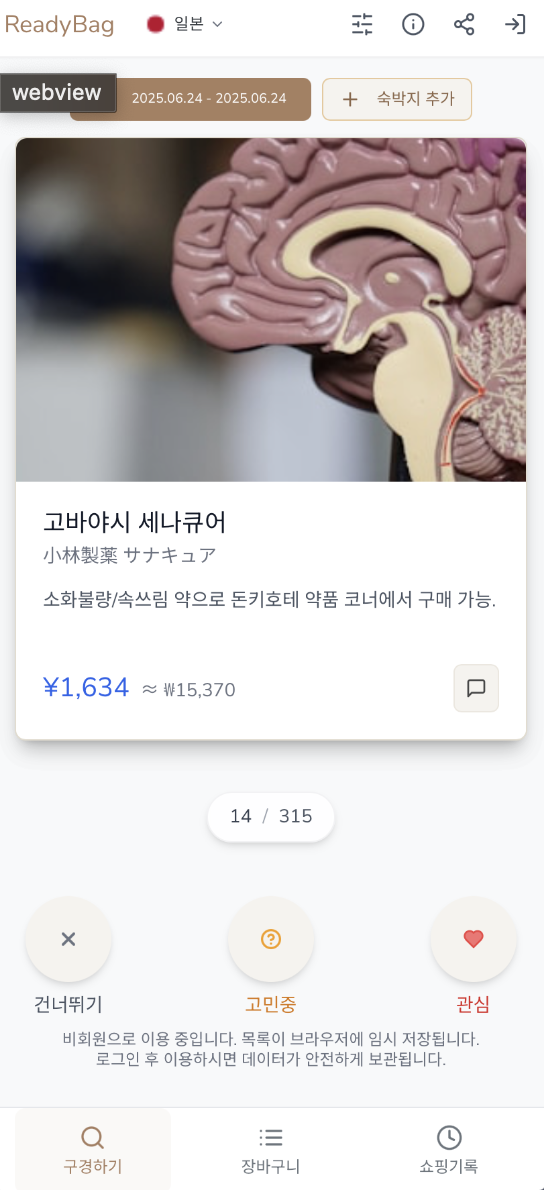 ReadyBag
일본
webview
2025.06.24 - 2025.06.24
숙박지 추가
고바야시 세나큐어
小林製薬 サナキュア
소화불량/속쓰림 약으로 돈키호테 약품 코너에서 구매 가능.
¥1,634 ≈ ₩15,370
14 / 315
건너뛰기
고민중
관심
비회원으로 이용 중입니다. 목록이 브라우저에 임시 저장됩니다.
로그인 후 이용하시면 데이터가 안전하게 보관됩니다.
구경하기
장바구니
쇼핑기록